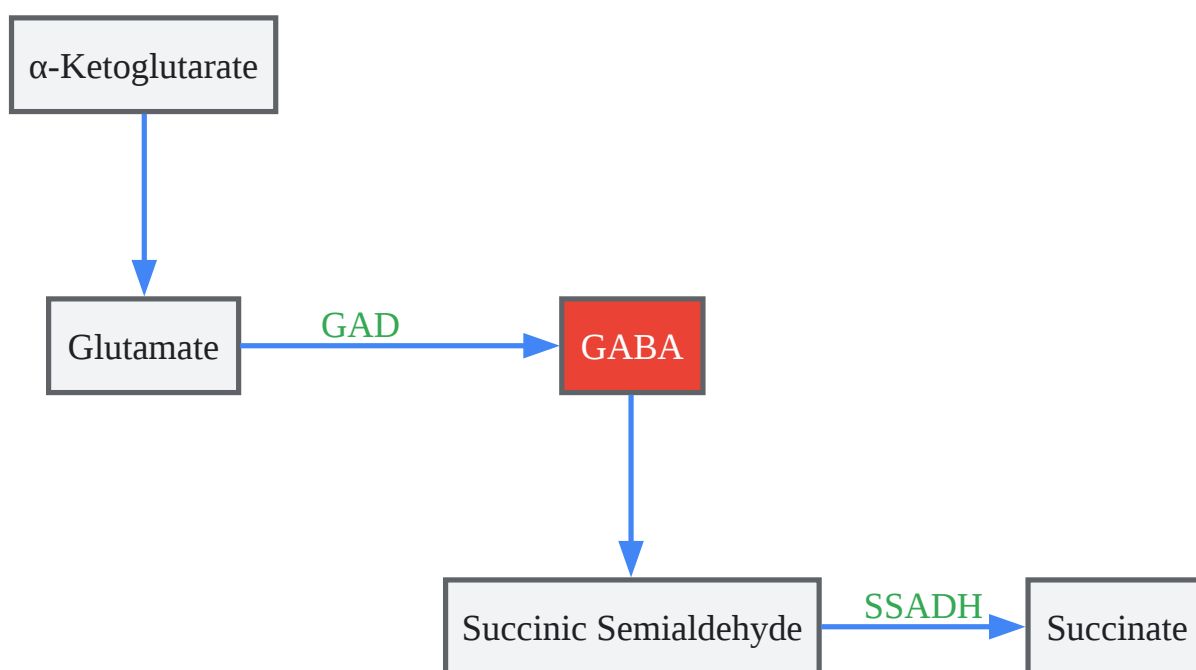 α-Ketoglutarate
Glutamate
GAD
GABA
Succinic Semialdehyde
SSADH
Succinate